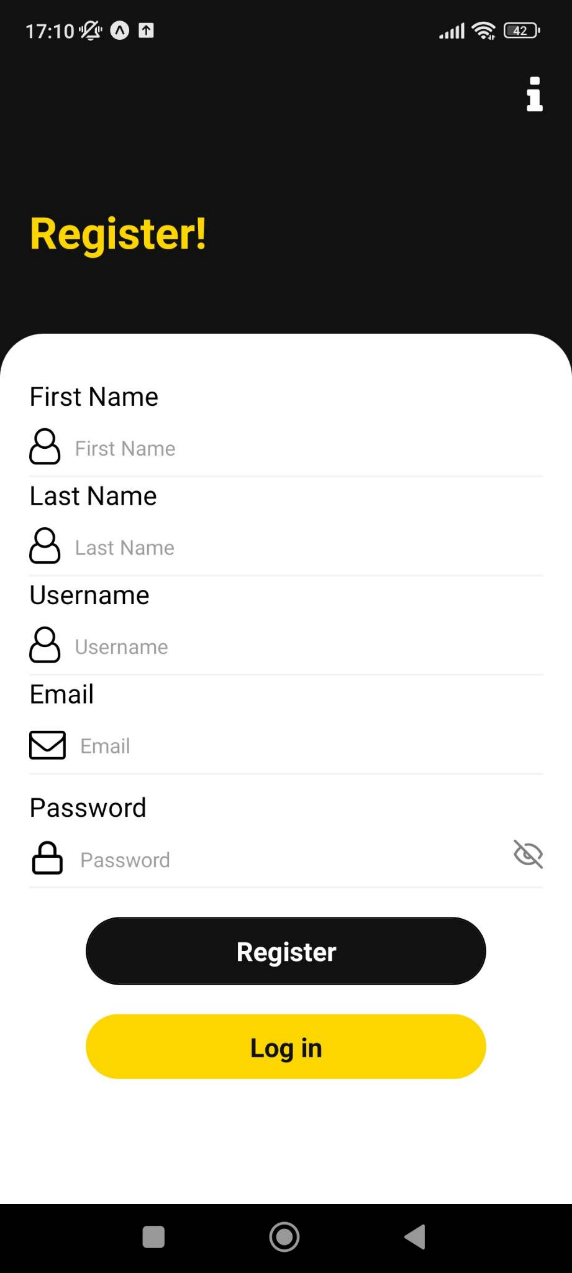 17:10
42
Register!
First Name
First Name
Last Name
Last Name
Username
Username
Email
Email
Password
Password
Register
Log in